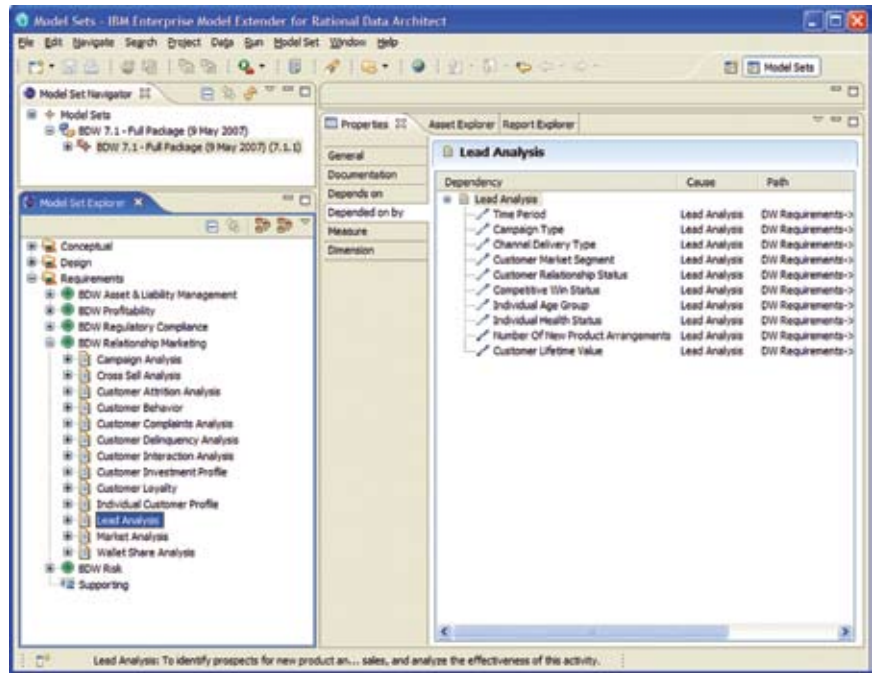 Model Sets - IBM Enterprise Model Extender for Rational Data Architect
File Edit Navigate Search Project Data Run Model Set Window Help
Model Sets
Model Set Navigator
Model Sets
BDW 7.1 - Full Package (9 May 2007)
BDW 7.1 - Full Package (9 May 2007) (7.1.1)
Model Set Explorer
Conceptual
Design
Requirements
BDW Asset & Liability Management
BDW Profitability
BDW Regulatory Compliance
BDW Relationship Marketing
Campaign Analysis
Cross Sell Analysis
Customer Attrition Analysis
Customer Behavior
Customer Complaints Analysis
Customer Delinquency Analysis
Customer Interaction Analysis
Customer Investment Profile
Customer Loyalty
Individual Customer Profile
Lead Analysis
Market Analysis
Wallet Share Analysis
BDW Risk
Supporting
Properties Asset Explorer Report Explorer
General
Documentation
Depends on
Depended on by
Measure
Dimension
Lead Analysis
Dependency Cause Path
Lead Analysis
Time Period Lead Analysis DW Requirements->
Campaign Type Lead Analysis DW Requirements->
Channel Delivery Type Lead Analysis DW Requirements->
Customer Market Segment Lead Analysis DW Requirements->
Customer Relationship Status Lead Analysis DW Requirements->
Competitive Win Status Lead Analysis DW Requirements->
Individual Age Group Lead Analysis DW Requirements->
Individual Health Status Lead Analysis DW Requirements->
Number Of New Product Arrangements Lead Analysis DW Requirements->
Customer Lifetime Value Lead Analysis DW Requirements->
Lead Analysis: To identify prospects for new product an... sales, and analyze the effectiveness of this activity.